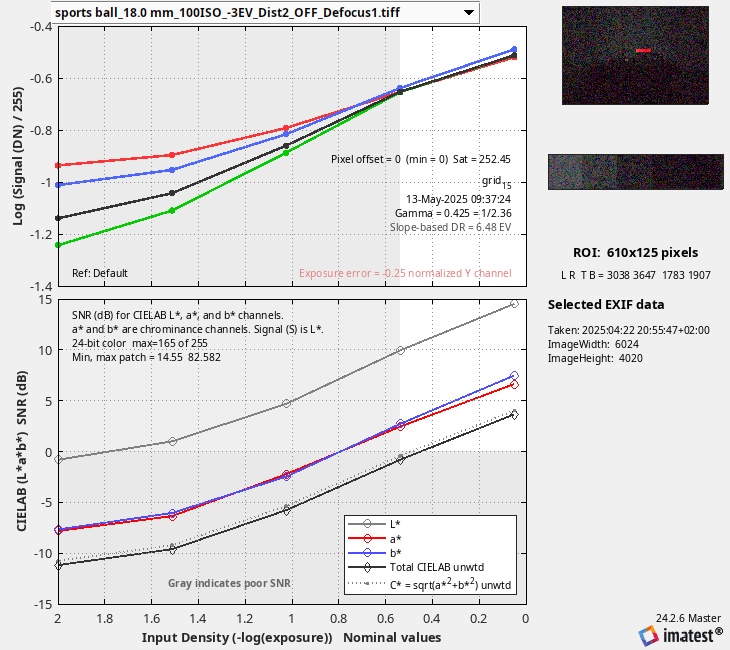 sports ball_18.0 mm_100ISO_-3EV_Dist2_OFF_Defocus1.tiff
-0.4
-0.6
-0.8
-1
-1.2
-1.4
Log (Signal (DN) / 255)
Pixel offset = 0 (min = 0) Sat = 252.45
grid_15
13-May-2025 09:37:24
Gamma = 0.425 = 1/2.36
Slope-based DR = 6.48 EV
Ref: Default
Exposure error = -0.25 normalized Y channel
ROI: 610x125 pixels
L R T B = 3038 3647 1783 1907
Selected EXIF data
Taken: 2025:04:22 20:55:47+02:00
ImageWidth: 6024
ImageHeight: 4020
15
10
5
0
-5
-10
-15
CIELAB (L*a*b*) SNR (dB)
SNR (dB) for CIELAB L*, a*, and b* channels.
a* and b* are chrominance channels. Signal (S) is L*.
24-bit color max=165 of 255
Min, max patch = 14.55 82.582
L*
a*
b*
Total CIELAB unwtd
C* = sqrt(a*2+b*2) unwtd
Gray indicates poor SNR
2 1.8 1.6 1.4 1.2 1 0.8 0.6 0.4 0.2 0
Input Density (-log(exposure)) Nominal values
24.2.6 Master
imatest®